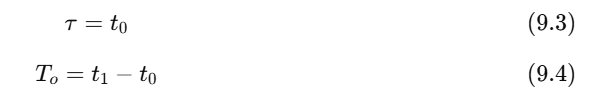 τ = t₀ (9.3)
Tₒ = t₁ – t₀ (9.4)